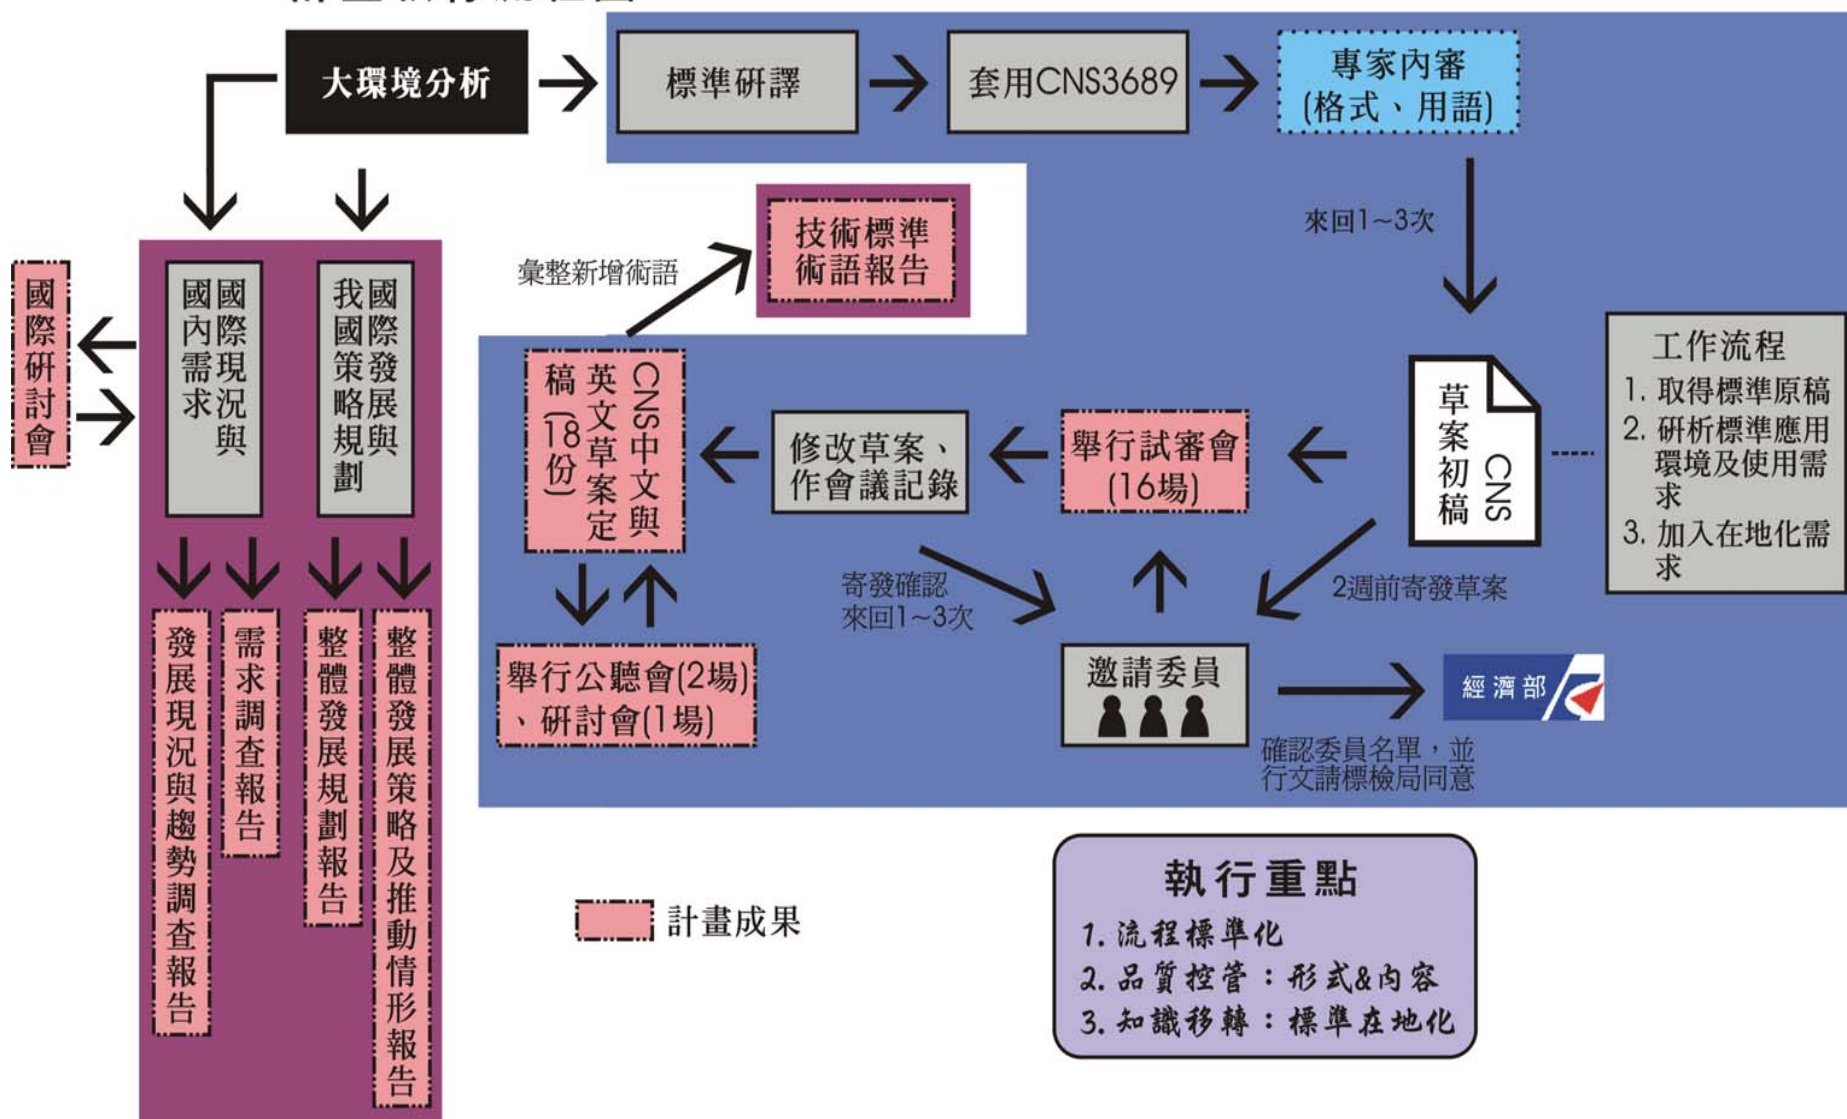 大環境分析
標準研譯
套用CNS3689
專家內審
(格式、用語)
來回1~3次
技術標準
術語報告
彙整新增術語
國際研討會
國際現況與
國內需求
國際發展與
我國策略規劃
CNS中文與
英文草案定
稿(18份)
修改草案、
作會議記錄
舉行試審會
(16場)
CNS
草案初稿
工作流程
1. 取得標準原稿
2. 研析標準應用
環境及使用需
求
3. 加入在地化需
求
寄發確認
來回1~3次
2週前寄發草案
發展現況與趨勢調查報告
需求調查報告
整體發展規劃報告
整體發展策略及推動情形報告
舉行公聽會(2場)
、研討會(1場)
邀請委員
經濟部
確認委員名單，並
行文請標檢局同意
計畫成果
執行重點
1. 流程標準化
2. 品質控管：形式&內容
3. 知識移轉：標準在地化